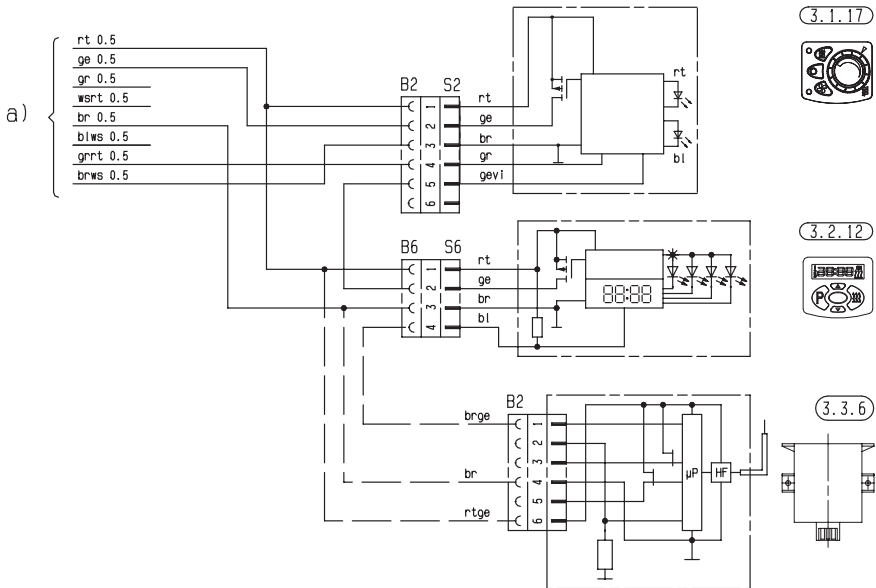 a)
rt 0.5
ge 0.5
gr 0.5
wsrt 0.5
br 0.5
blws 0.5
grrt 0.5
brws 0.5
B2 S2
1
2
3
4
5
6
rt
ge
br
gr
gevi
rt
bl
3.1.17
B6 S6
1
2
3
4
rt
ge
br
bl
88:88
3.2.12
P
B2
1
2
3
4
5
6
brge
br
rtge
µP
HF
3.3.6